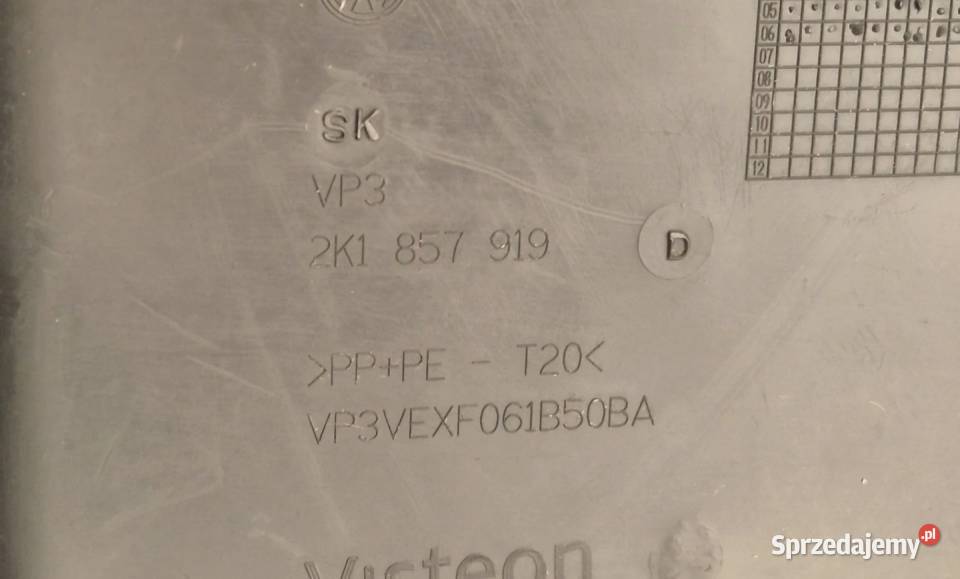 05
06
07
08
09
10
11
12
SK
VP3
2K1 857 919 D
>PP+PE - T20<
VP3VEXF061B50BA
Visteon
Sprzedajemy.pl